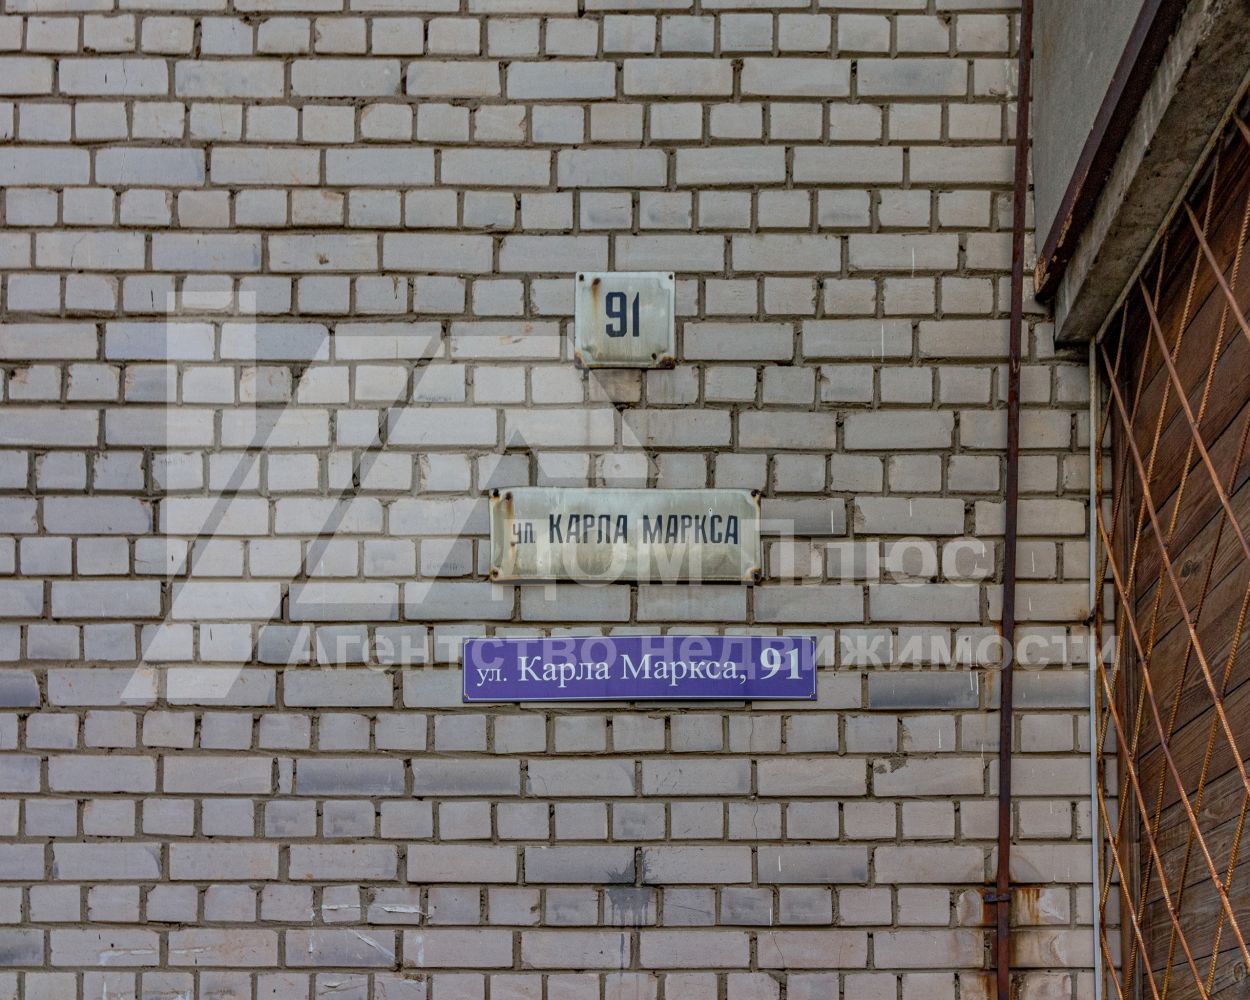 91
ул. КАРЛА МАРКСА
ДОМ Плюс
Агентство недвижимости
ул. Карла Маркса, 91